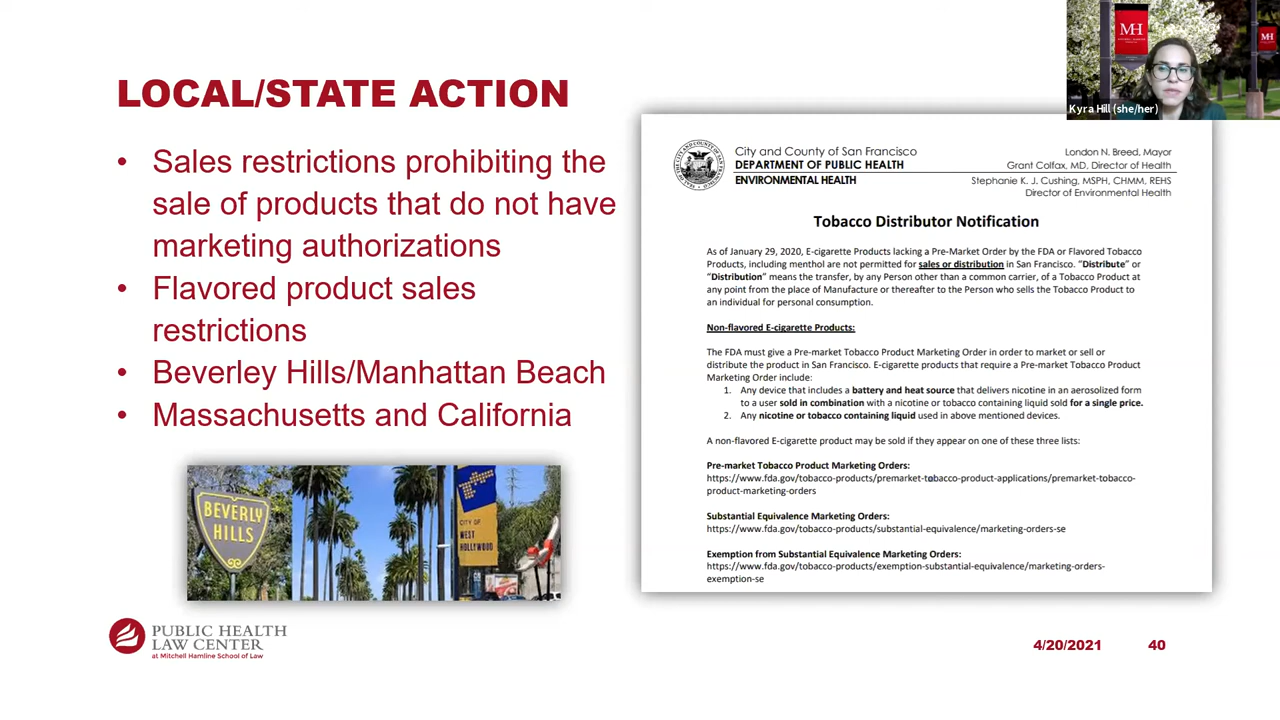 LOCAL/STATE ACTION
• Sales restrictions prohibiting the
sale of products that do not have
marketing authorizations
• Flavored product sales
restrictions
• Beverley Hills/Manhattan Beach
• Massachusetts and California
BEVERLY
HILLS
CITY OF
WEST
HOLLYWOOD
PUBLIC HEALTH
LAW CENTER
at Mitchell Hamline School of Law
MH
MH
Kyra Hill (she/her)
City and County of San Francisco
DEPARTMENT OF PUBLIC HEALTH
ENVIRONMENTAL HEALTH
London N. Breed, Mayor
Grant Colfax, MD, Director of Health
Stephanie K. J. Cushing, MSPH, CHMM, REHS
Director of Environmental Health
Tobacco Distributor Notification
As of January 29, 2020, E-cigarette Products lacking a Pre-Market Order by the FDA or Flavored Tobacco
Products, including menthol are not permitted for sales or distribution in San Francisco. “Distribute” or
“Distribution” means the transfer, by any Person other than a common carrier, of a Tobacco Product at
any point from the place of Manufacture or thereafter to the Person who sells the Tobacco Product to
an individual for personal consumption.
Non-flavored E-cigarette Products:
The FDA must give a Pre-market Tobacco Product Marketing Order in order to market or sell or
distribute the product in San Francisco. E-cigarette products that require a Pre-market Tobacco Product
Marketing Order include:
1. Any device that includes a battery and heat source that delivers nicotine in an aerosolized form
to a user sold in combination with a nicotine or tobacco containing liquid sold for a single price.
2. Any nicotine or tobacco containing liquid used in above mentioned devices.
A non-flavored E-cigarette product may be sold if they appear on one of these three lists:
Pre-market Tobacco Product Marketing Orders:
https://www.fda.gov/tobacco-products/premarket-tobacco-product-applications/premarket-tobacco-
product-marketing-orders
Substantial Equivalence Marketing Orders:
https://www.fda.gov/tobacco-products/substantial-equivalence/marketing-orders-se
Exemption from Substantial Equivalence Marketing Orders:
https://www.fda.gov/tobacco-products/exemption-substantial-equivalence/marketing-orders-
exemption-se
4/20/2021
40